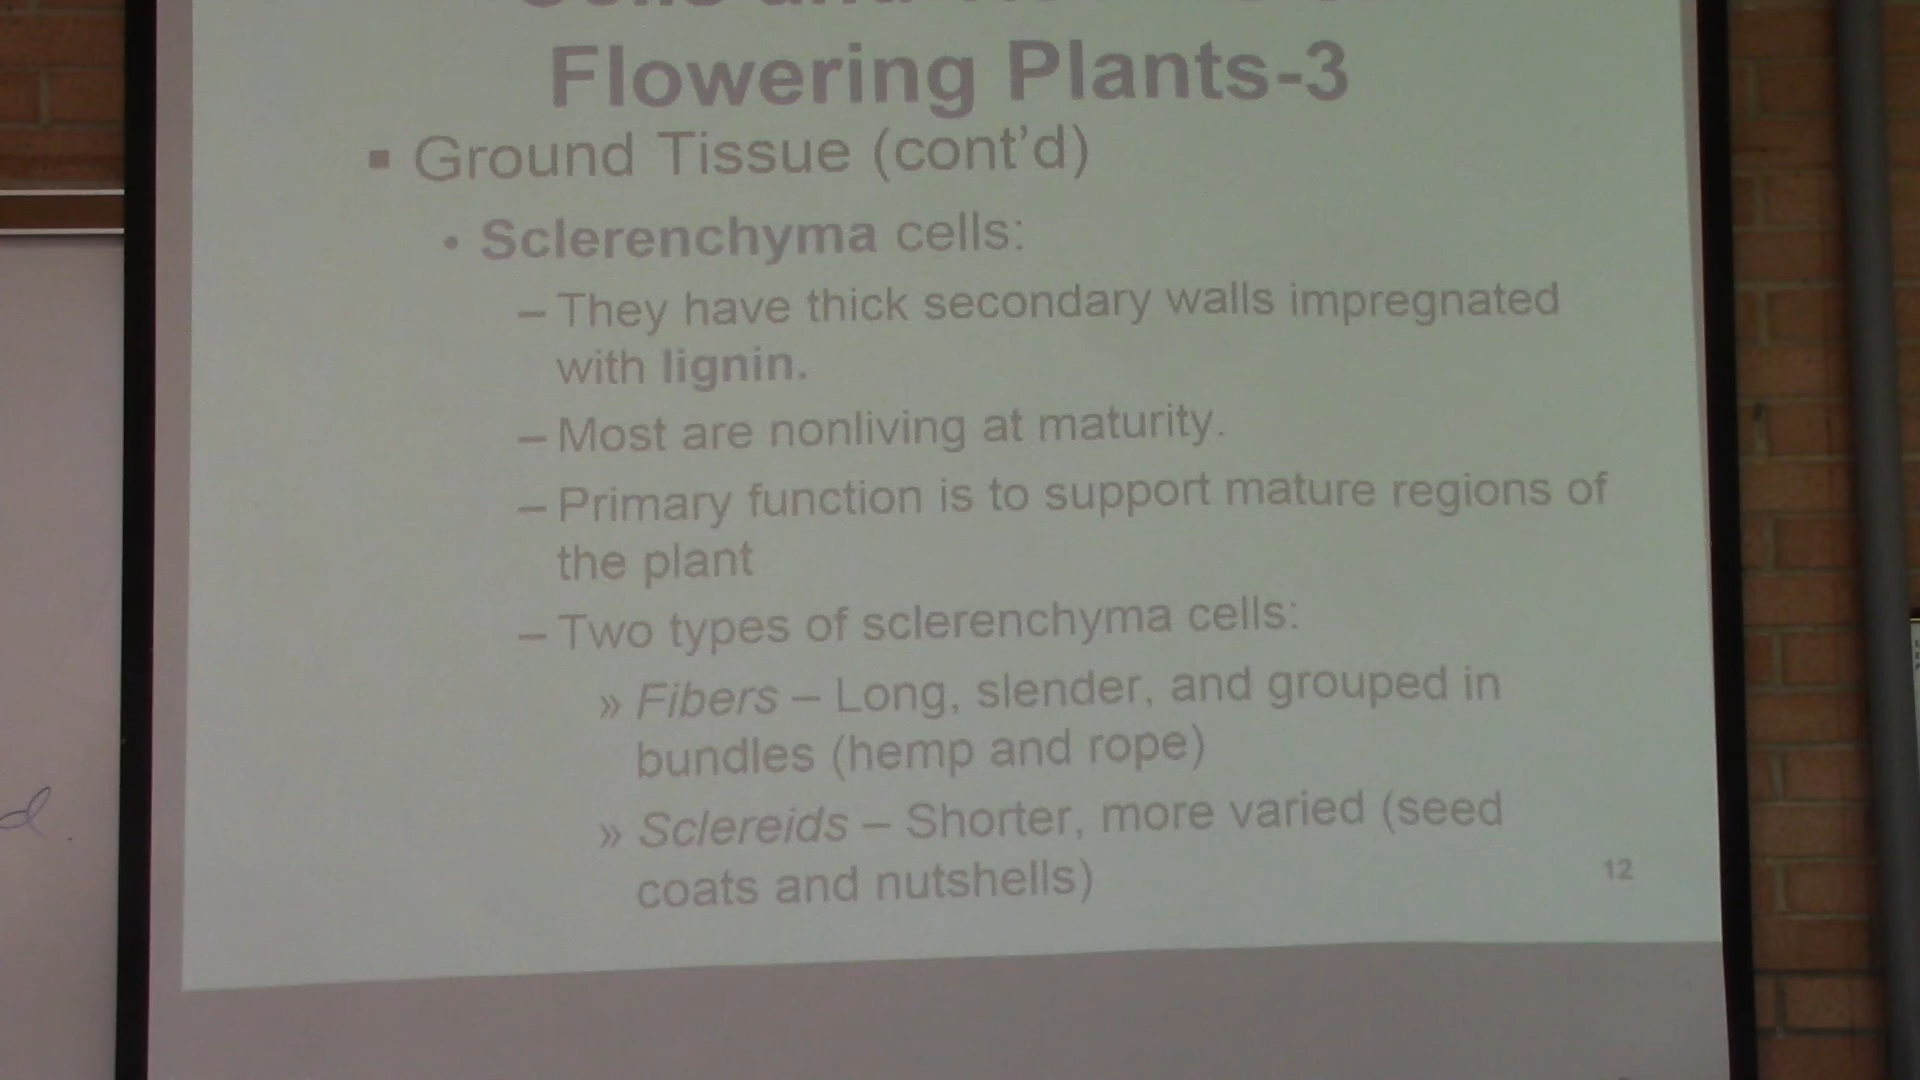 Flowering Plants-3
▪ Ground Tissue (cont’d)
• Sclerenchyma cells:
– They have thick secondary walls impregnated
with lignin.
– Most are nonliving at maturity.
– Primary function is to support mature regions of
the plant
– Two types of sclerenchyma cells:
» Fibers – Long, slender, and grouped in
bundles (hemp and rope)
» Sclereids – Shorter, more varied (seed
coats and nutshells)
12
d.